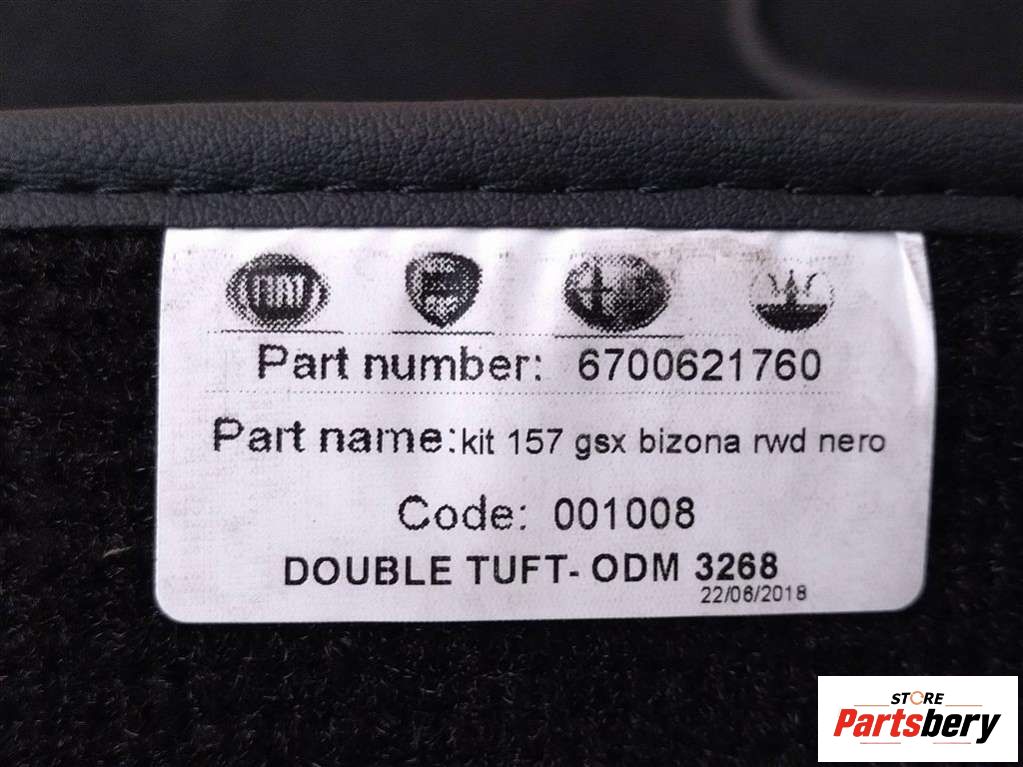 FIAT
Part number: 6700621760
Part name:kit 157 gsx bizona rwd nero
Code: 001008
DOUBLE TUFT- ODM 3268
22/06/2018
STORE
Partsbery